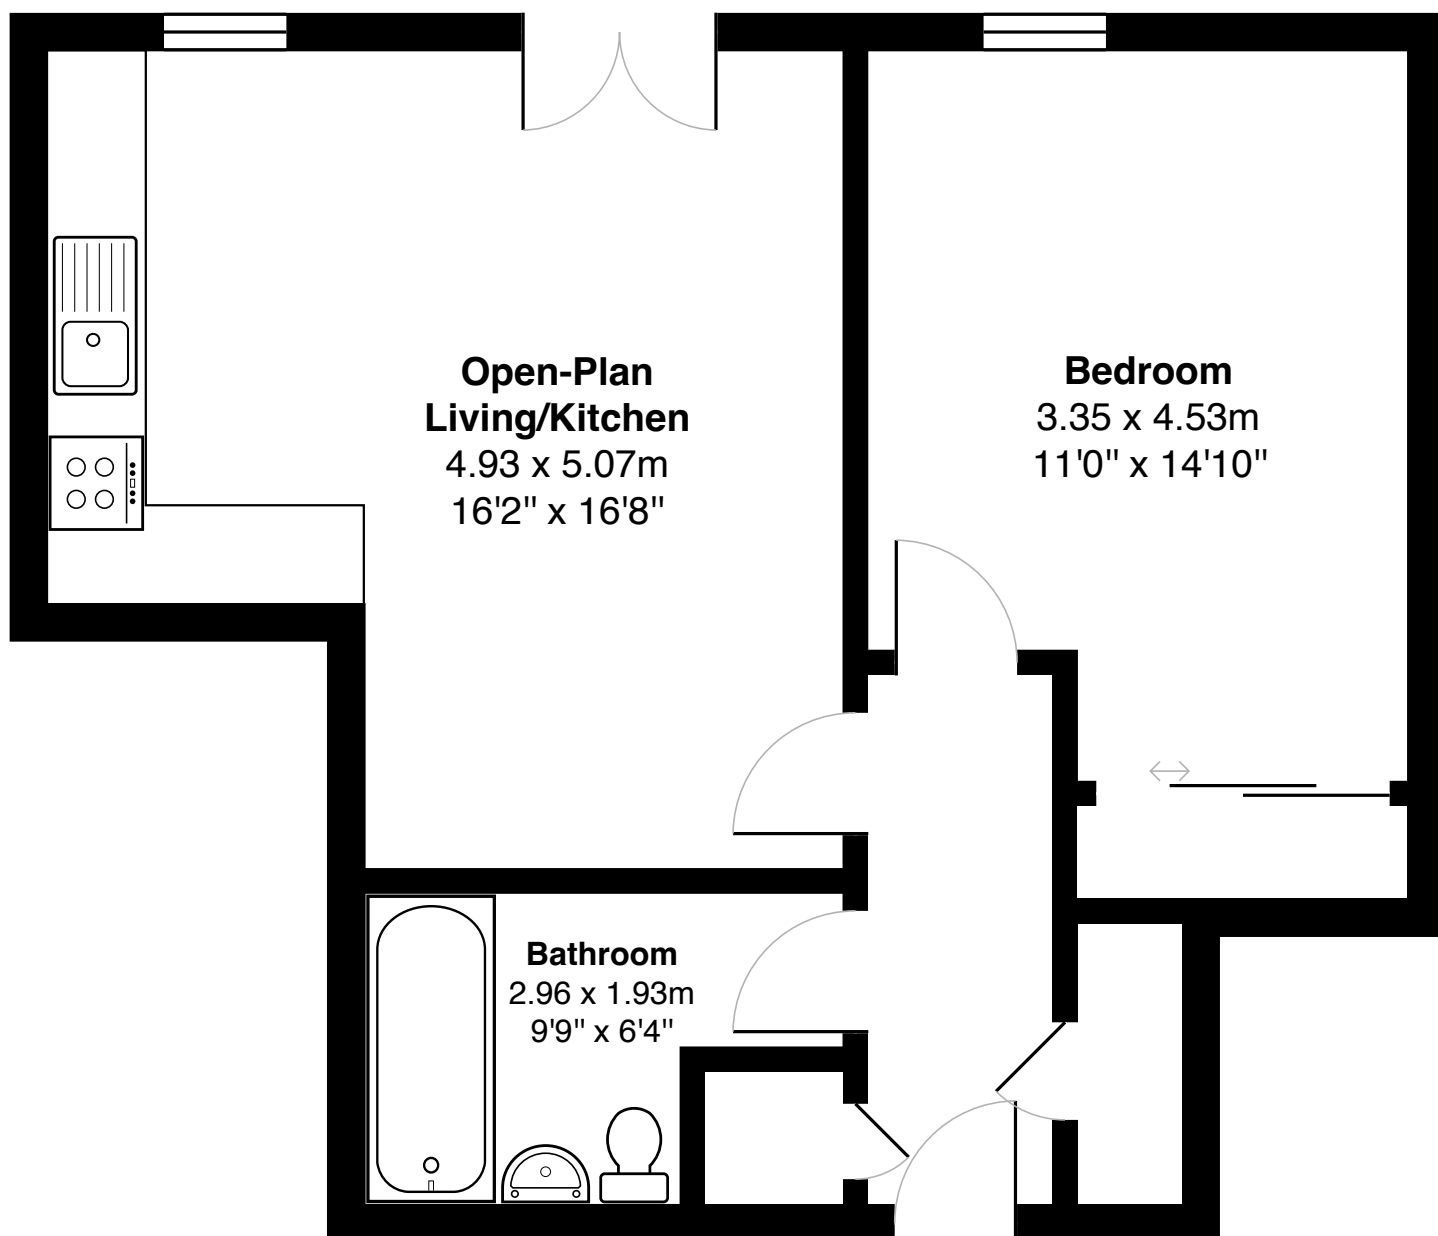 Open-Plan
Living/Kitchen
4.93 x 5.07m
16'2" x 16'8"
Bedroom
3.35 x 4.53m
11'0" x 14'10"
Bathroom
2.96 x 1.93m
9'9" x 6'4"